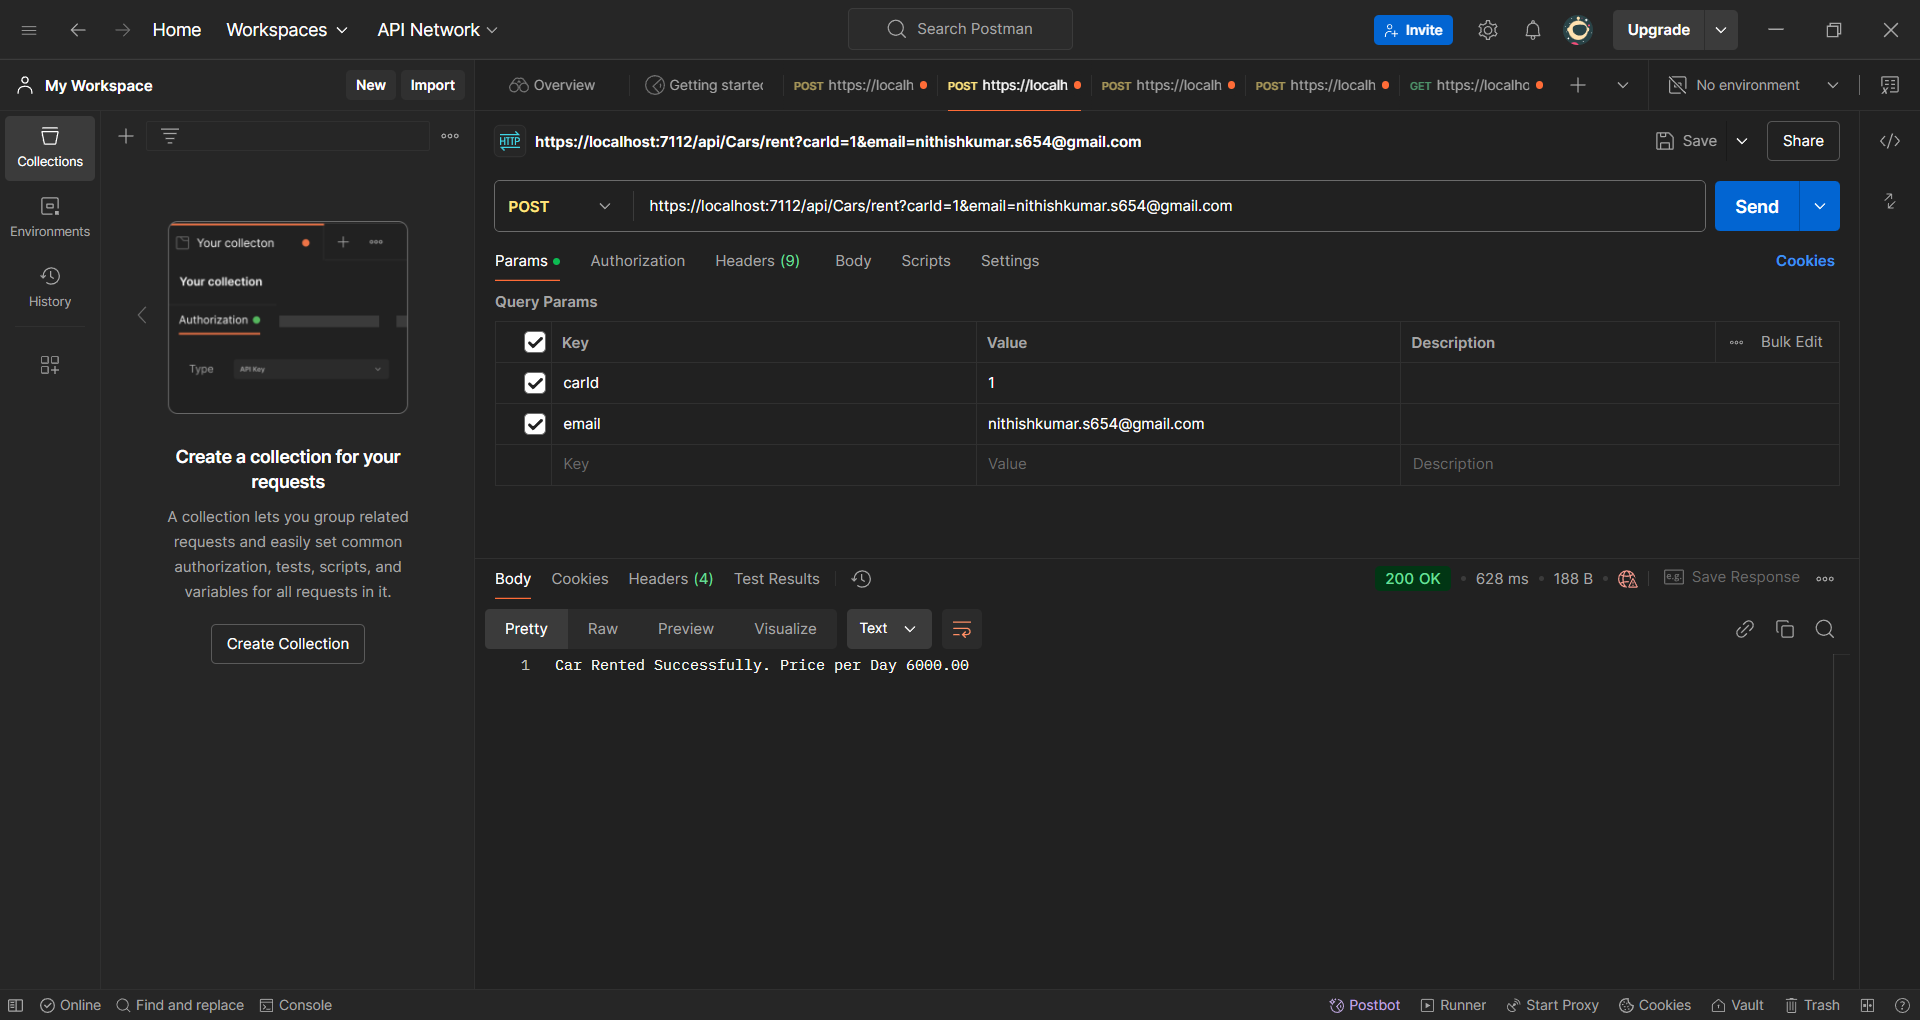 Home Workspaces API Network Search Postman Invite Upgrade
My Workspace New Import Overview Getting started POST https://localh POST https://localh POST https://localh POST https://localh GET https://localho No environment
Collections
Environments
History
Your collecton
Your collection
Authorization
Type API Key
Create a collection for your
requests
A collection lets you group related
requests and easily set common
authorization, tests, scripts, and
variables for all requests in it.
Create Collection
HTTP https://localhost:7112/api/Cars/rent?carId=1&email=nithishkumar.s654@gmail.com Save Share
POST https://localhost:7112/api/Cars/rent?carId=1&email=nithishkumar.s654@gmail.com Send
Params Authorization Headers (9) Body Scripts Settings Cookies
Query Params
Key Value Description Bulk Edit
carId 1
email nithishkumar.s654@gmail.com
Key Value Description
Body Cookies Headers (4) Test Results 200 OK 628 ms 188 B e.g. Save Response
Pretty Raw Preview Visualize Text
1 Car Rented Successfully. Price per Day 6000.00
Online Find and replace Console Postbot Runner Start Proxy Cookies Vault Trash